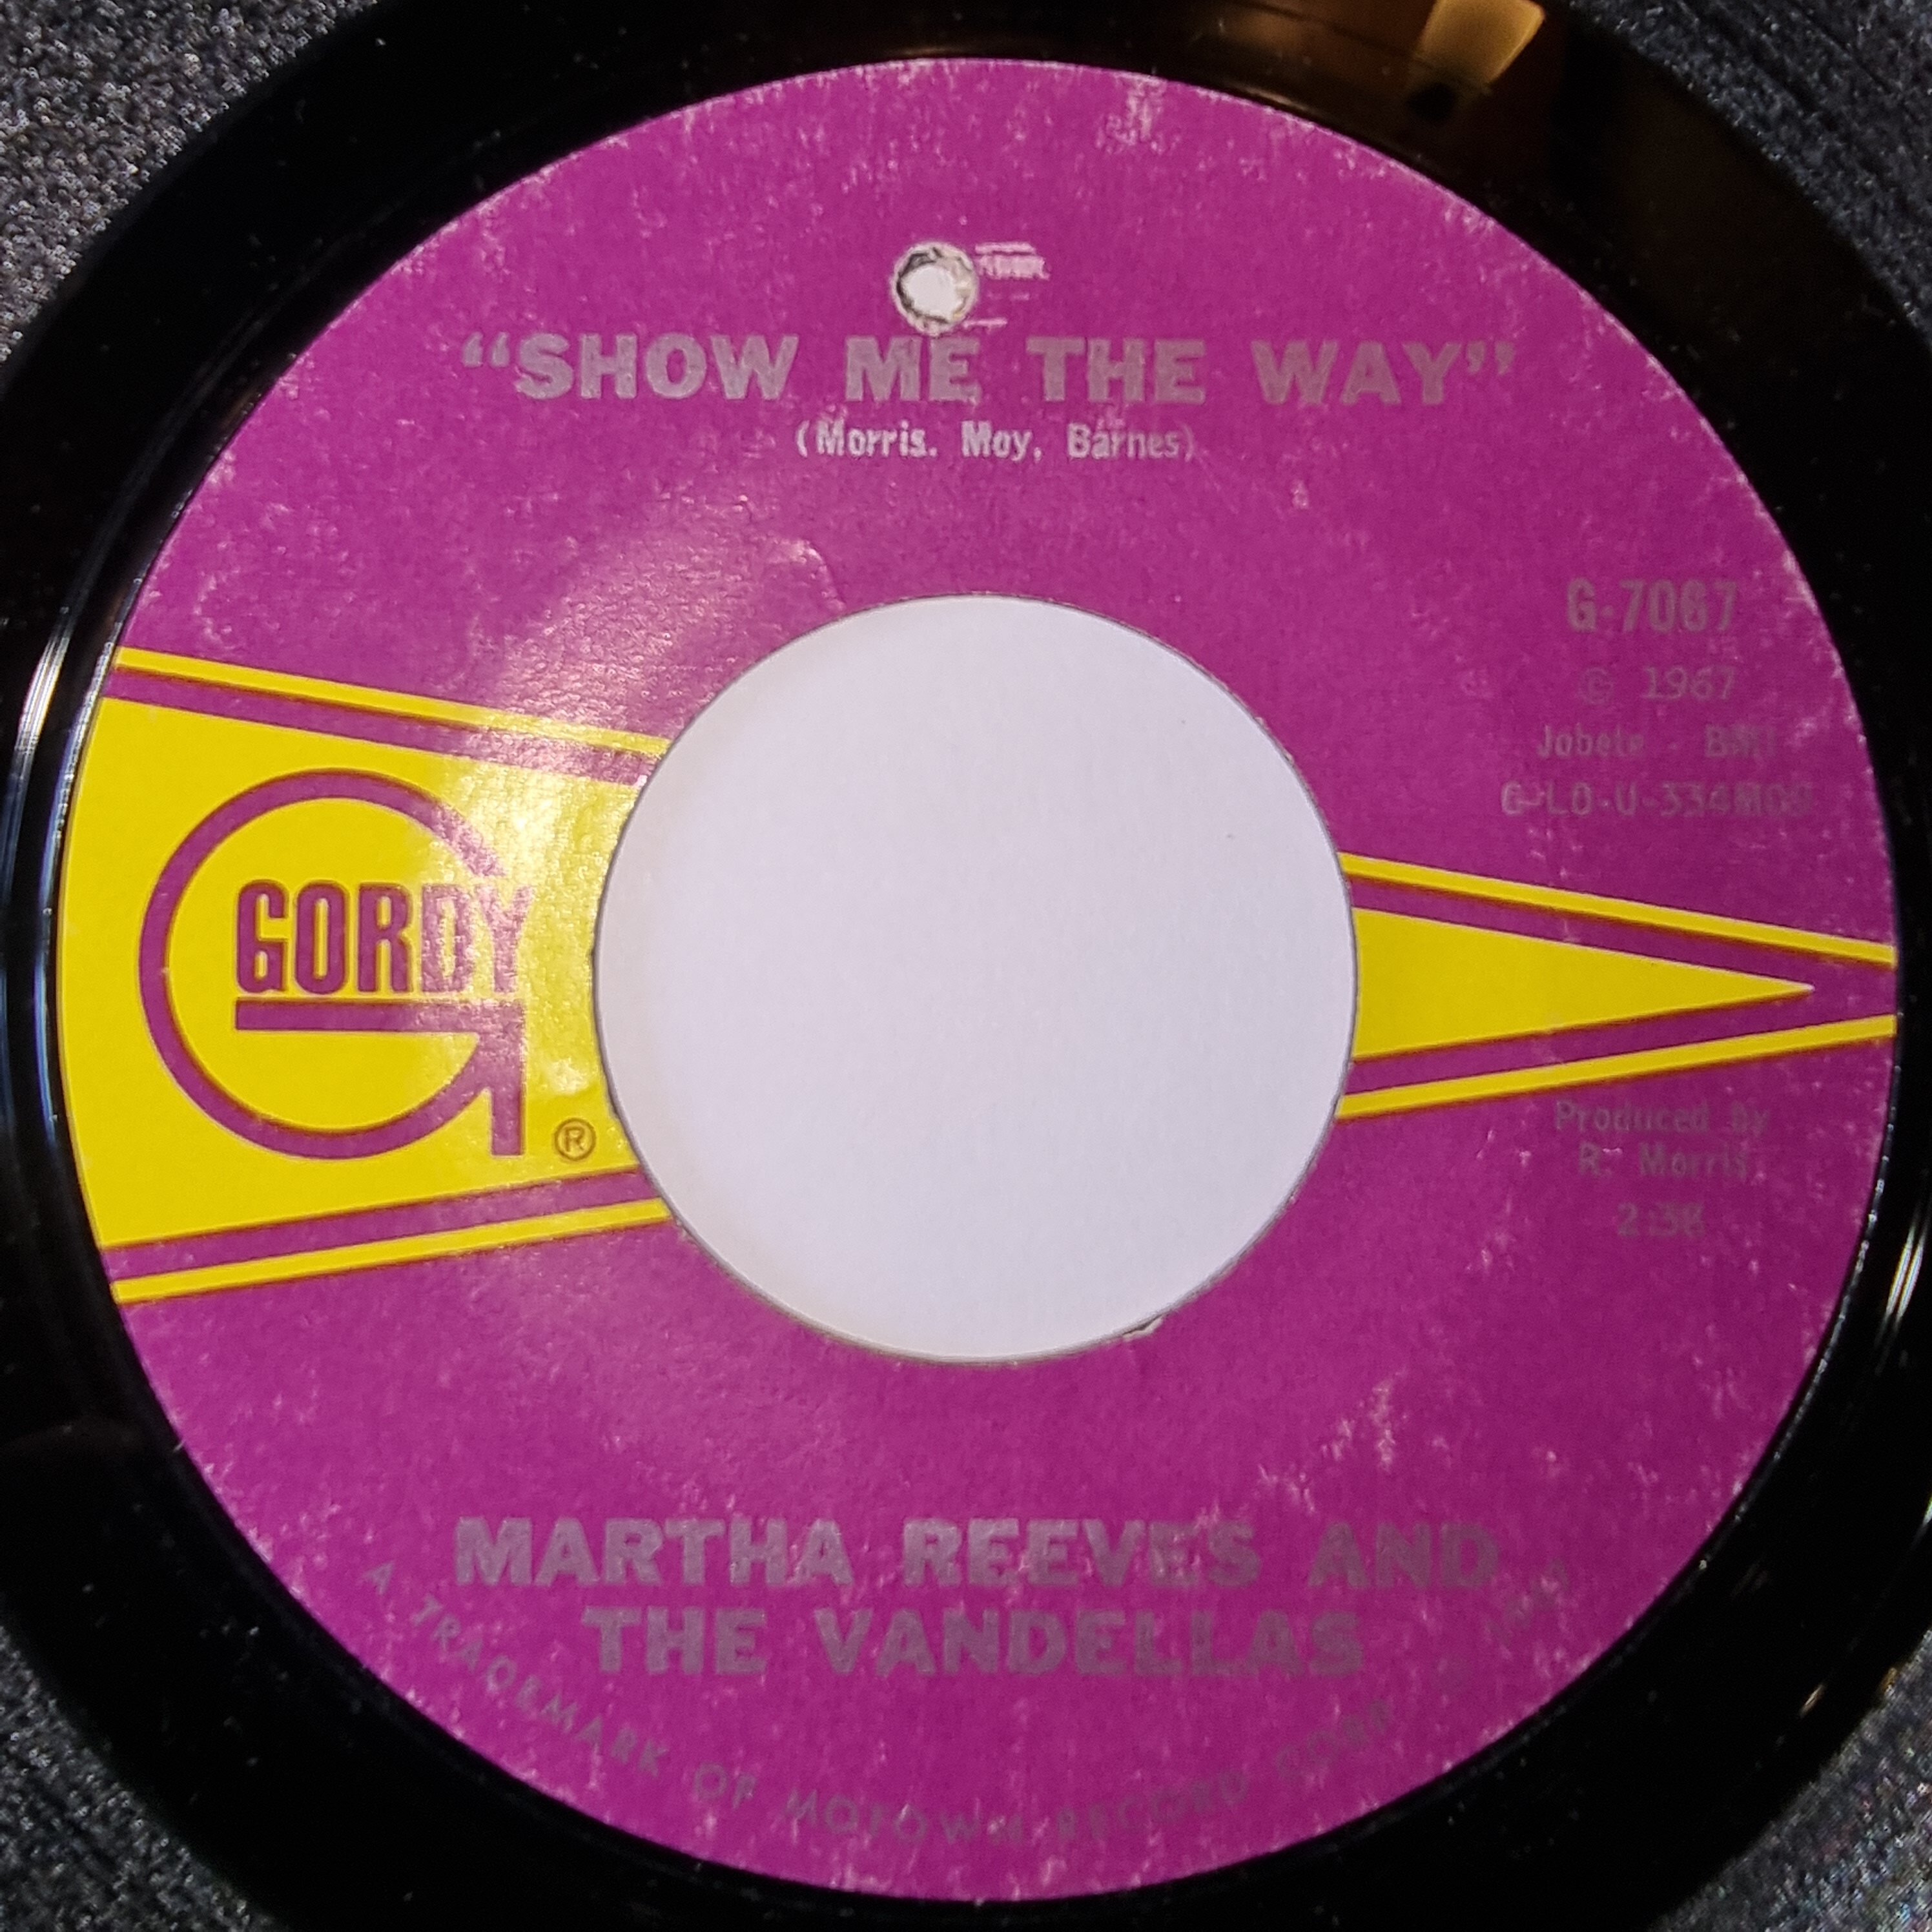 “SHOW ME THE WAY”
(Morris, Moy, Barnes)
G-7067
© 1967
Jobete - BMI
GORDY
®
Produced by
R. Morris
2:38
MARTHA REEVES AND
THE VANDELLAS
A TRADEMARK OF MOTOWN RECORD CORP